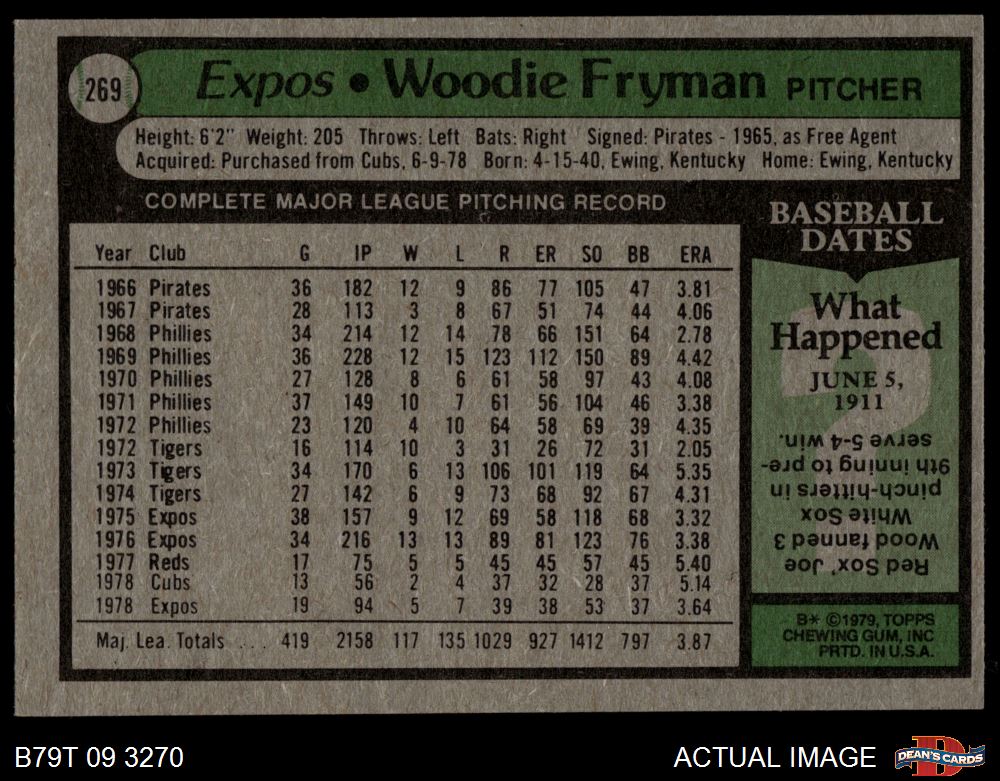 269
Expos • Woodie Fryman PITCHER
Height: 6'2" Weight: 205 Throws: Left Bats: Right Signed: Pirates - 1965, as Free Agent
Acquired: Purchased from Cubs, 6-9-78 Born: 4-15-40, Ewing, Kentucky Home: Ewing, Kentucky
COMPLETE MAJOR LEAGUE PITCHING RECORD
Year Club G IP W L R ER SO BB ERA
1966 Pirates 36 182 12 9 86 77 105 47 3.81
1967 Pirates 28 113 3 8 67 51 74 44 4.06
1968 Phillies 34 214 12 14 78 66 151 64 2.78
1969 Phillies 36 228 12 15 123 112 150 89 4.42
1970 Phillies 27 128 8 6 61 58 97 43 4.08
1971 Phillies 37 149 10 7 61 56 104 46 3.38
1972 Phillies 23 120 4 10 64 58 69 39 4.35
1972 Tigers 16 114 10 3 31 26 72 31 2.05
1973 Tigers 34 170 6 13 106 101 119 64 5.35
1974 Tigers 27 142 6 9 73 68 92 67 4.31
1975 Expos 38 157 9 12 69 58 118 68 3.32
1976 Expos 34 216 13 13 89 81 123 76 3.38
1977 Reds 17 75 5 5 45 45 57 45 5.40
1978 Cubs 13 56 2 4 37 32 28 37 5.14
1978 Expos 19 94 5 7 39 38 53 37 3.64
Maj. Lea. Totals ... 419 2158 117 135 1029 927 1412 797 3.87
BASEBALL
DATES
What
Happened
JUNE 5,
1911
?
Red Sox' Joe
Wood fanned 3
White Sox
pinch-hitters in
9th inning to pre-
serve 5-4 win.
B* ©1979, TOPPS
CHEWING GUM, INC
PRTD. IN U.S.A.
B79T 09 3270
ACTUAL IMAGE
D
DEAN'S CARDS